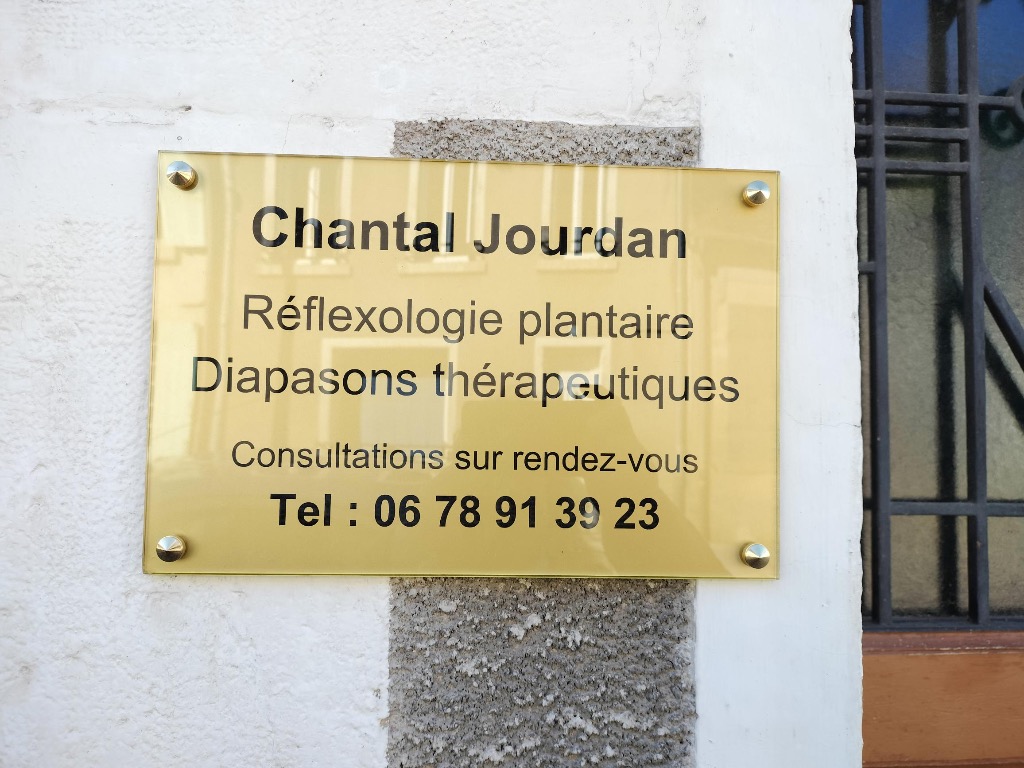 Chantal Jourdan
Réflexologie plantaire
Diapasons thérapeutiques
Consultations sur rendez-vous
Tel : 06 78 91 39 23